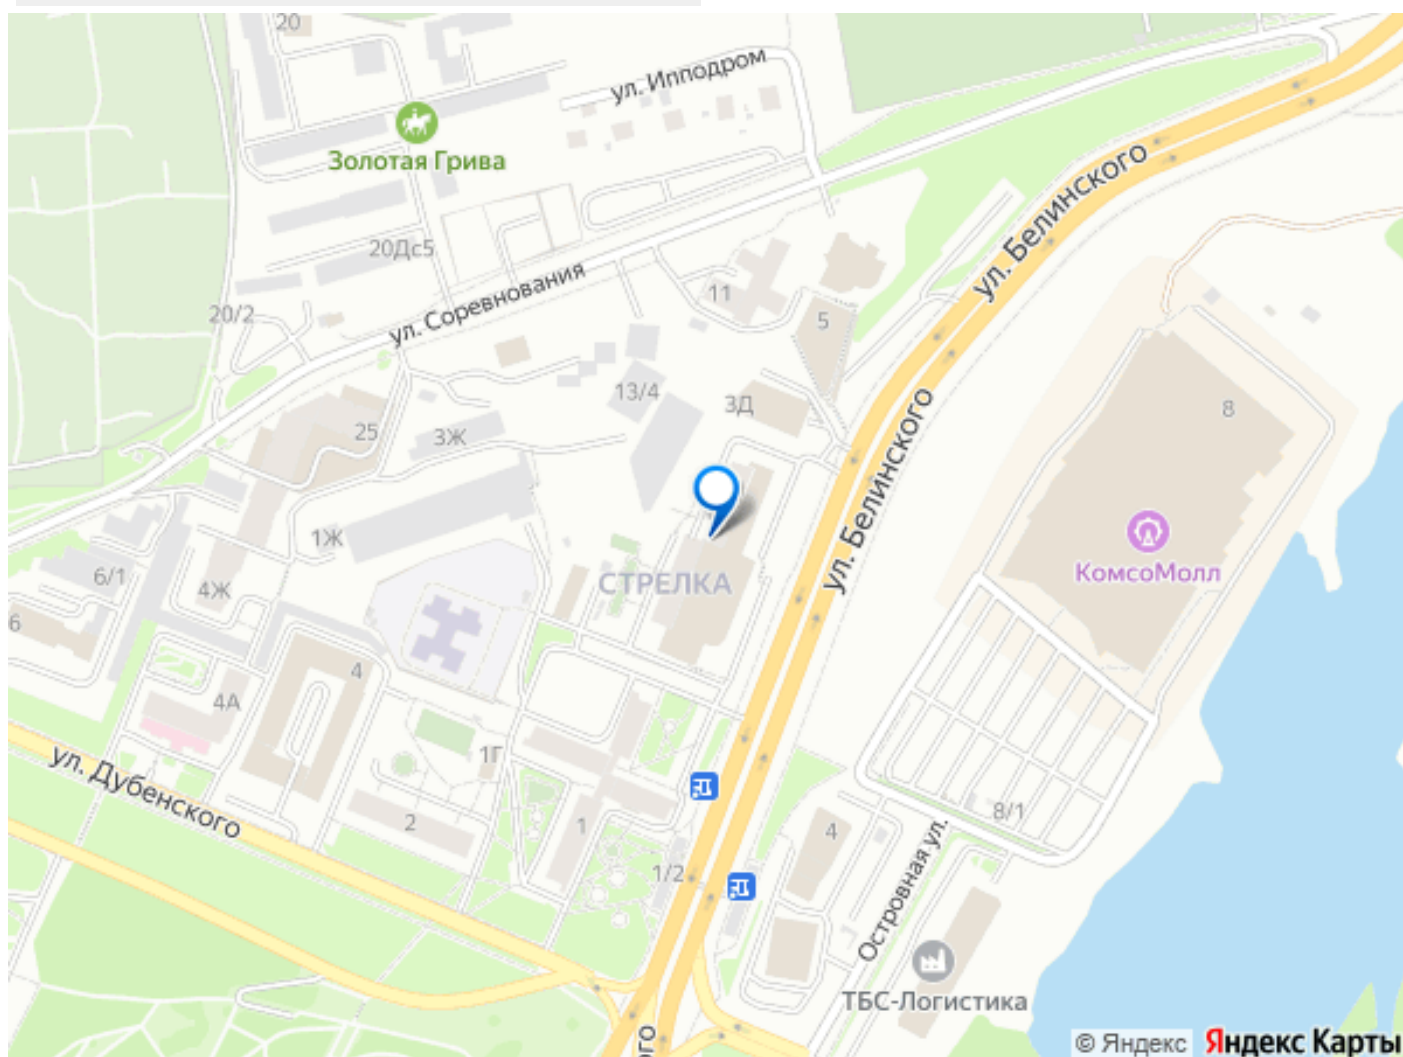 20
ул. Ипподром
Золотая Грива
ул. Белинского
20Дс5
11
20/2
ул. Соревнования
5
13/4
3Д
8
25
3Ж
ул. Белинского
1Ж
КомсоМолл
6/1
4Ж
СТРЕЛКА
6
4
4А
1Г
ул. Дубенского
2
1
8/1
4
1/2
Островная ул.
ТБС-Логистика
ого
© Яндекс Яндекс Карты